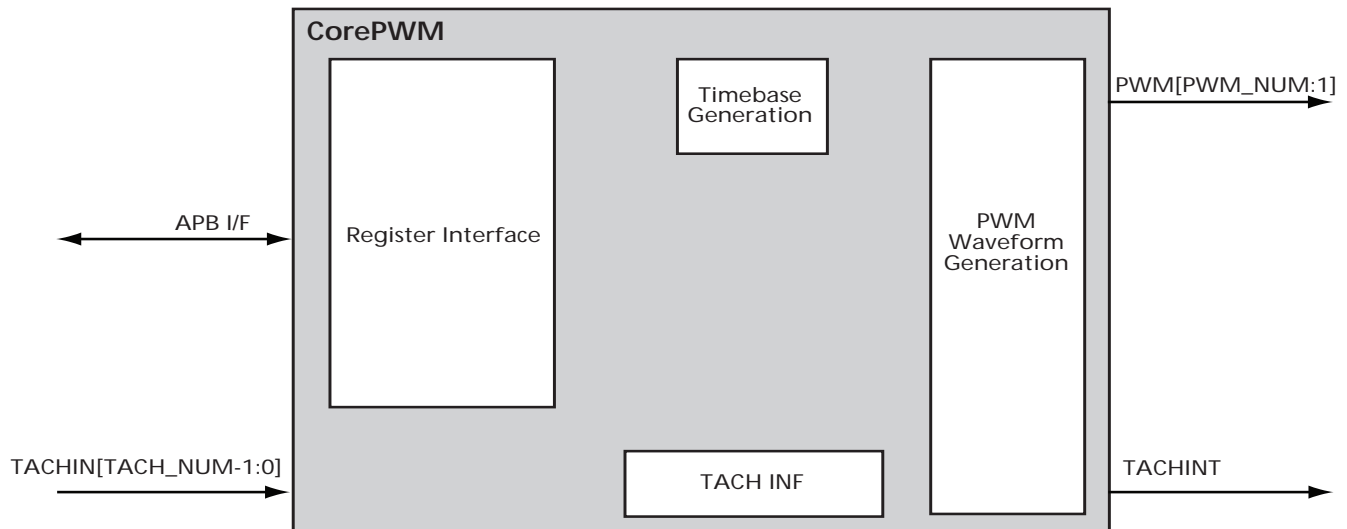 CorePWM
Timebase
Generation
PWM[PWM_NUM:1]
APB I/F
Register Interface
PWM
Waveform
Generation
TACHIN[TACH_NUM-1:0]
TACH INF
TACHINT